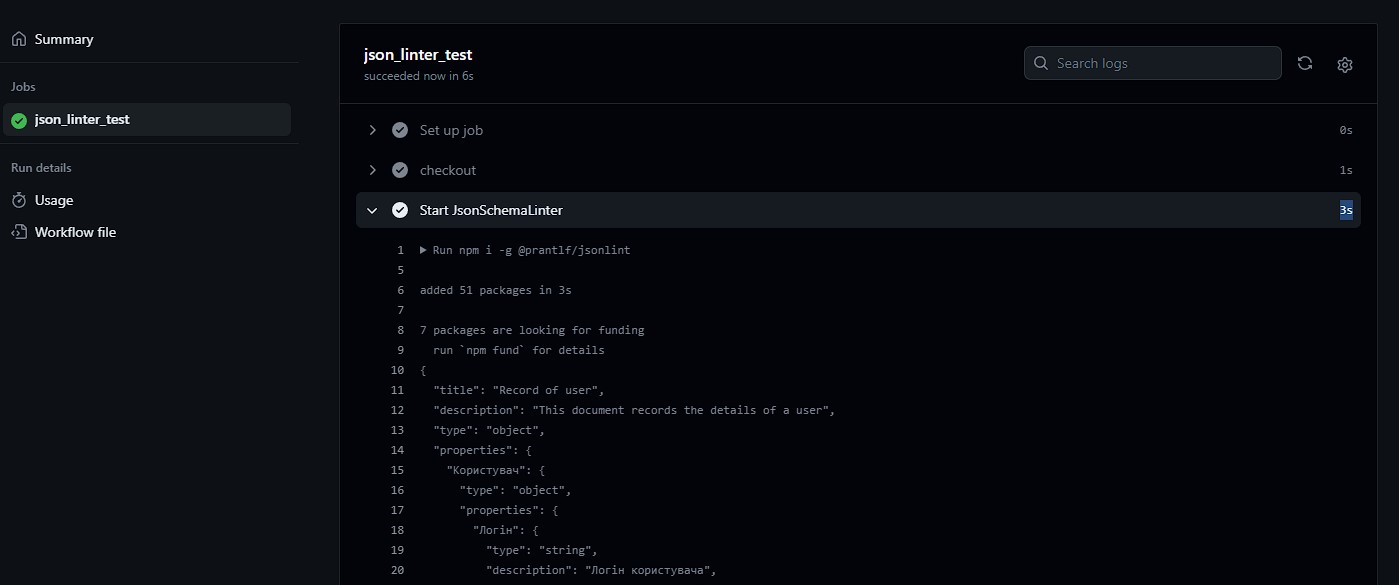 Summary
Jobs
json_linter_test
Run details
Usage
Workflow file
json_linter_test
succeeded now in 6s
Search logs
Set up job 0s
checkout 1s
Start JsonSchemaLinter 3s
1 Run npm i -g @prantlf/jsonlint
5
6 added 51 packages in 3s
7
8 7 packages are looking for funding
9 run `npm fund` for details
10 {
11 "title": "Record of user",
12 "description": "This document records the details of a user",
13 "type": "object",
14 "properties": {
15 "Користувач": {
16 "type": "object",
17 "properties": {
18 "Логін": {
19 "type": "string",
20 "description": "Логін користувача",